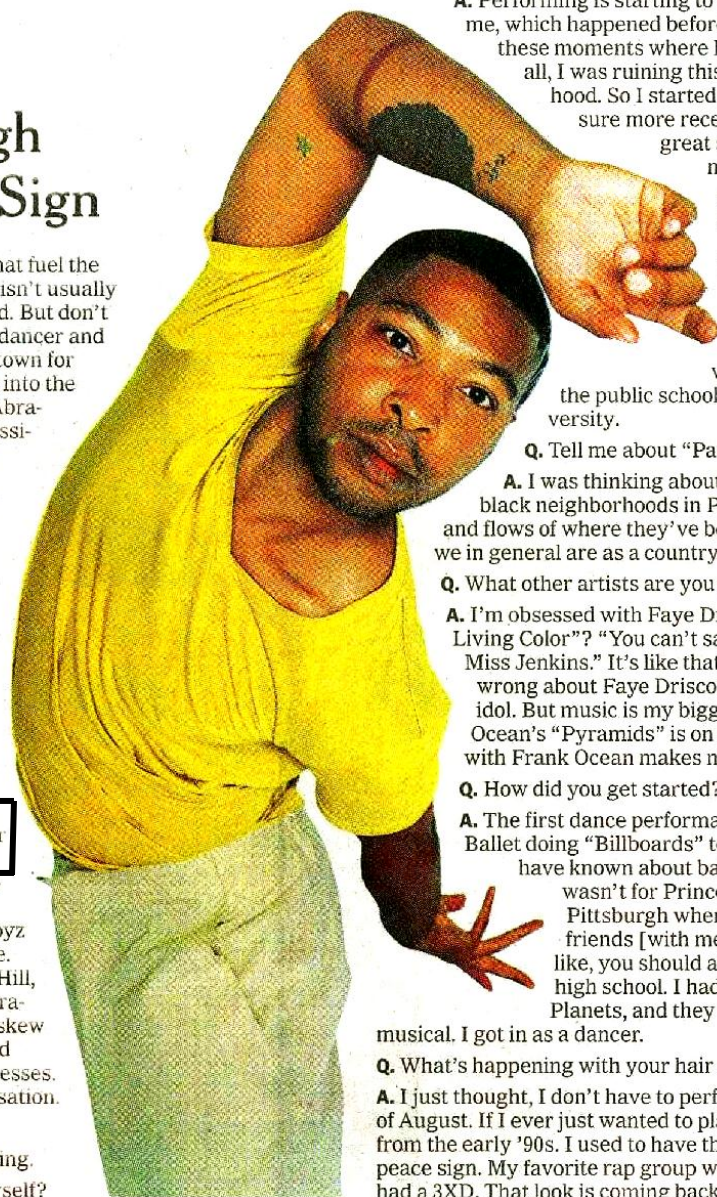 gh
Sign
hat fuel the
isn't usually
d. But don't
dancer and
town for
into the
Abra-
ssi-
r
oyz
e.
Hill,
ra-
skew
d
esses.
sation.
ing.
rself?
A. Performing is starting to
me, which happened before
these moments where I
all, I was ruining this
hood. So I started
sure more rece
great
the public school
versity.
Q. Tell me about “Pa
A. I was thinking about
black neighborhoods in P
and flows of where they’ve be
we in general are as a country
Q. What other artists are you
A. I’m obsessed with Faye Dr
Living Color”? “You can’t sa
Miss Jenkins.” It’s like that
wrong about Faye Drisco
idol. But music is my bigg
Ocean’s “Pyramids” is on
with Frank Ocean makes m
Q. How did you get started?
A. The first dance performa
Ballet doing “Billboards” to
have known about ba
wasn’t for Prince
Pittsburgh when
friends [with me
like, you should a
high school. I had
Planets, and they
musical. I got in as a dancer.
Q. What’s happening with your hair
A. I just thought, I don’t have to perf
of August. If I ever just wanted to pla
from the early ’90s. I used to have th
peace sign. My favorite rap group w
had a 3XD. That look is coming back